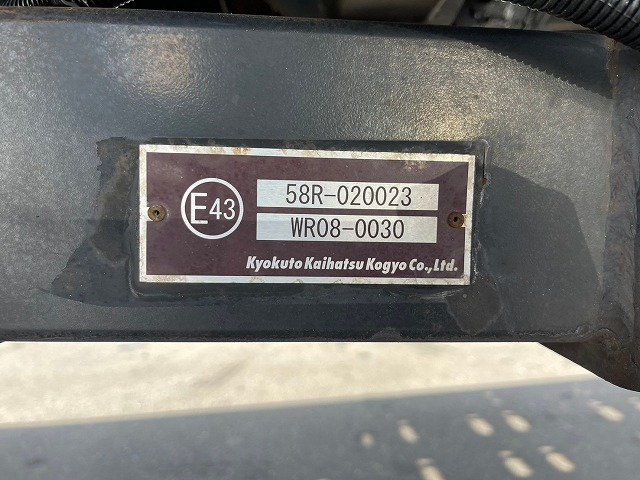 E43
58R-020023
WR08-0030
Kyokuto Kaihatsu Kogyo Co.,Ltd.